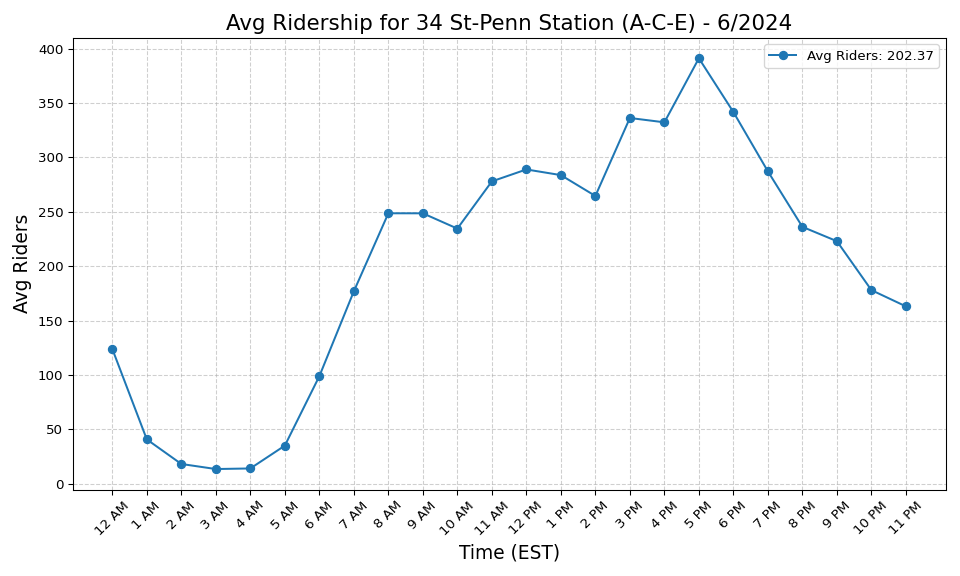 Avg Ridership for 34 St-Penn Station (A-C-E) - 6/2024
Avg Riders: 202.37
Avg Riders
400
350
300
250
200
150
100
50
0
12 AM
1 AM
2 AM
3 AM
4 AM
5 AM
6 AM
7 AM
8 AM
9 AM
10 AM
11 AM
12 PM
1 PM
2 PM
3 PM
4 PM
5 PM
6 PM
7 PM
8 PM
9 PM
10 PM
11 PM
Time (EST)